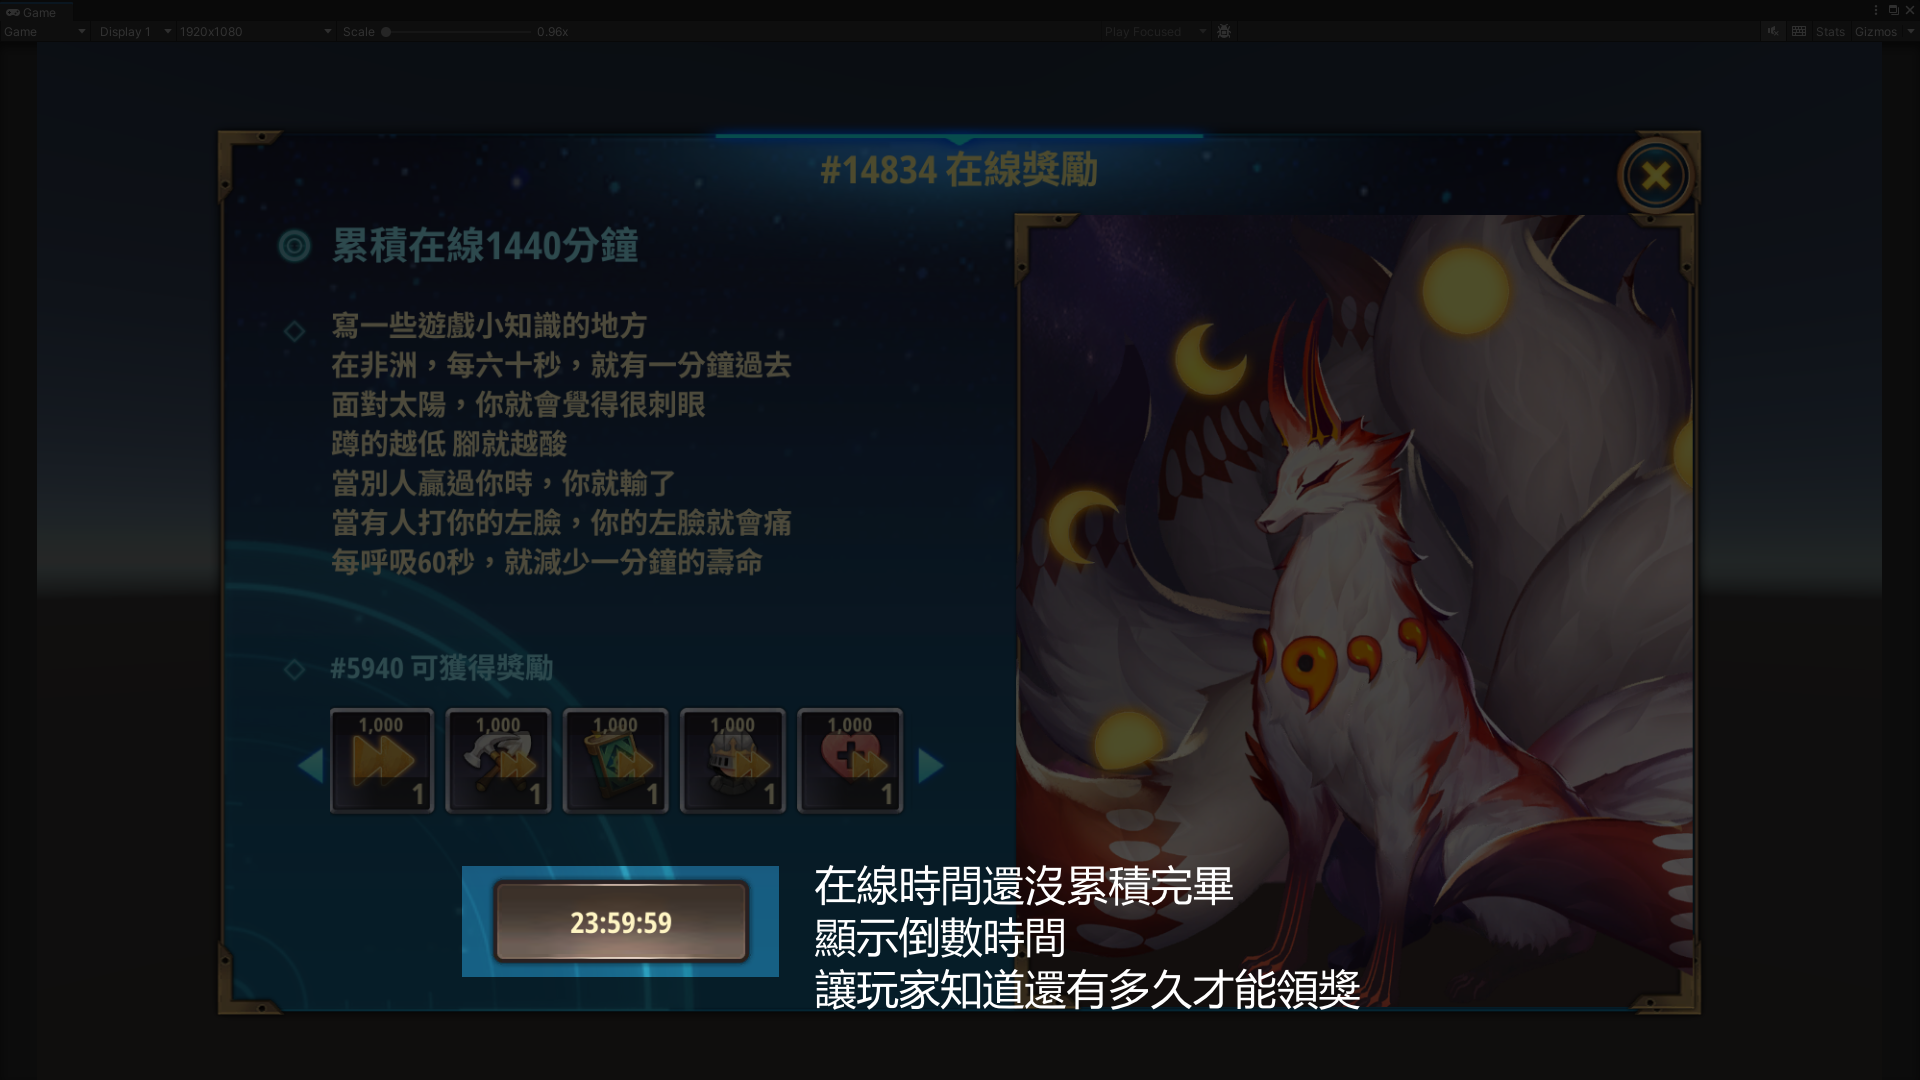 Game
Game Display 1 1920x1080 Scale 0.96x Play Focused Stats Gizmos
#14834 在線獎勵
累積在線1440分鐘
寫一些遊戲小知識的地方
在非洲，每六十秒，就有一分鐘過去
面對太陽，你就會覺得很刺眼
蹲的越低 腳就越酸
當別人贏過你時，你就輸了
當有人打你的左臉，你的左臉就會痛
每呼吸60秒，就減少一分鐘的壽命
#5940 可獲得獎勵
1,000 1,000 1,000 1,000 1,000
1 1 1 1 1
23:59:59
在線時間還沒累積完畢
顯示倒數時間
讓玩家知道還有多久才能領獎